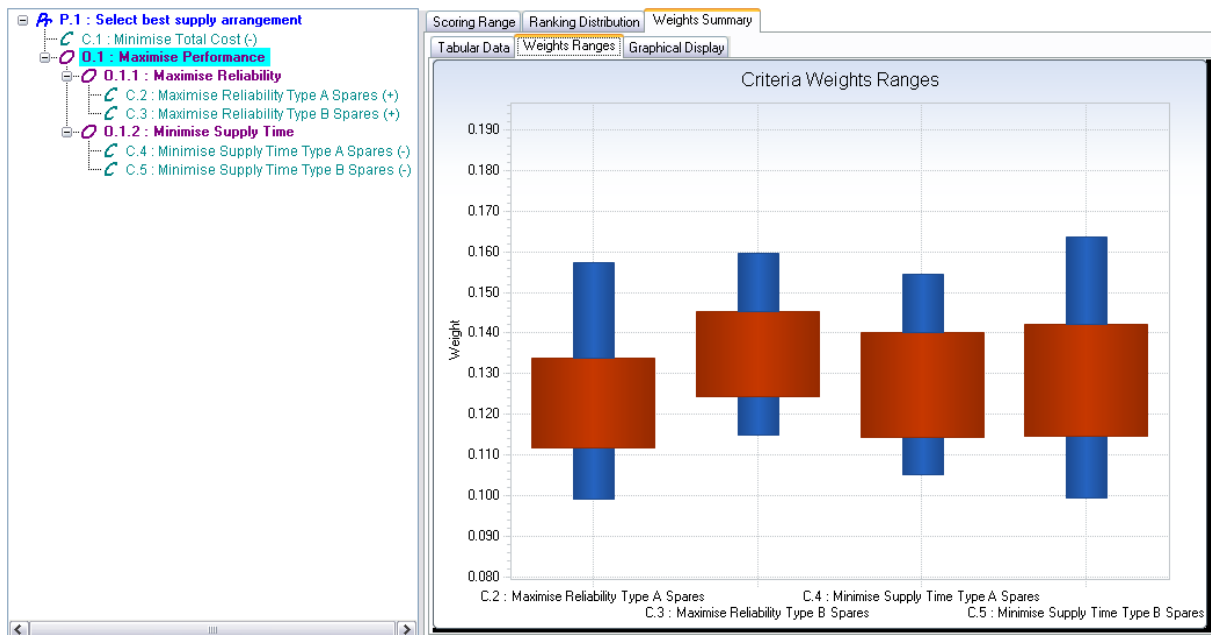 P.1 : Select best supply arrangement
C C.1 : Minimise Total Cost (-)
O 0.1 : Maximise Performance
O 0.1.1 : Maximise Reliability
C C.2 : Maximise Reliability Type A Spares (+)
C C.3 : Maximise Reliability Type B Spares (+)
O 0.1.2 : Minimise Supply Time
C C.4 : Minimise Supply Time Type A Spares (-)
C C.5 : Minimise Supply Time Type B Spares (-)
Scoring Range Ranking Distribution Weights Summary
Tabular Data Weights Ranges Graphical Display
Criteria Weights Ranges
0.190
0.180
0.170
0.160
0.150
0.140
0.130
0.120
0.110
0.100
0.090
0.080
Weight
C.2 : Maximise Reliability Type A Spares C.4 : Minimise Supply Time Type A Spares
C.3 : Maximise Reliability Type B Spares C.5 : Minimise Supply Time Type B Spares